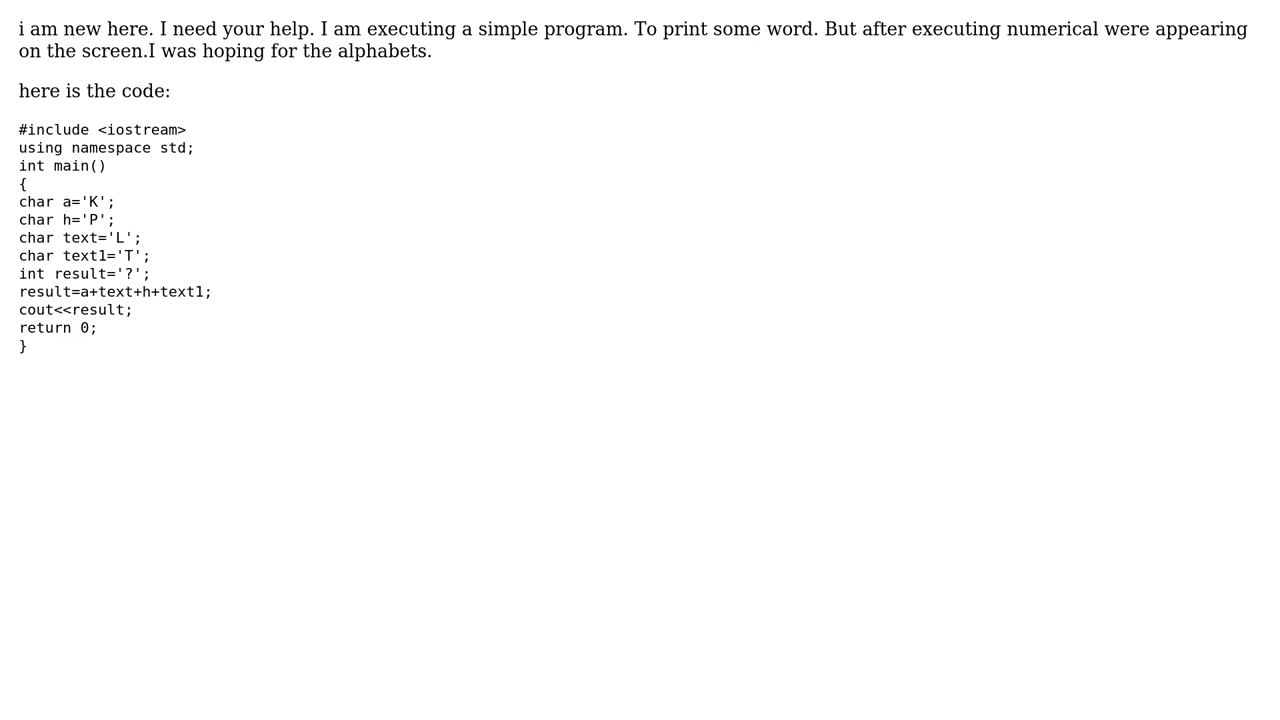 i am new here. I need your help. I am executing a simple program. To print some word. But after executing numerical were appearing
on the screen.I was hoping for the alphabets.
here is the code:
#include <iostream>
using namespace std;
int main()
{
char a='K';
char h='P';
char text='L';
char text1='T';
int result='?';
result=a+text+h+text1;
cout<<result;
return 0;
}